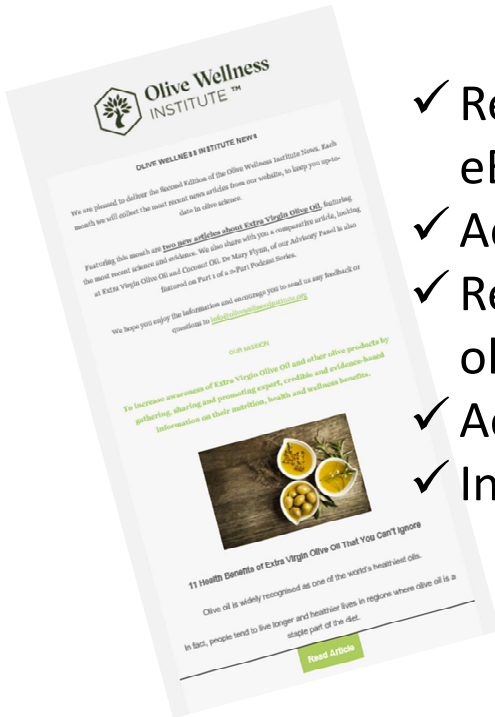 Olive Wellness
INSTITUTE ™
OLIVE WELLNESS INSTITUTE NEWS
We are pleased to deliver the Second Edition of the Olive Wellness Institute News. Each
month we will collect the most recent news articles from our website, to keep you up-to-
date in olive science.
Featuring this month are two new articles about Extra Virgin Olive Oil, featuring
the most recent science and evidence. We also share with you a comparative article, looking
at Extra Virgin Olive Oil and Coconut Oil. Dr Mary Flynn, of our Advisory Panel is also
featured on Part 1 of a 2-Part Podcast Series.
We hope you enjoy the information and encourage you to send us any feedback or
questions to info@olivewellnessinstitute.org
OUR MISSION
To increase awareness of Extra Virgin Olive Oil and other olive products by
gathering, sharing and promoting expert, credible and evidence-based
information on their nutrition, health and wellness benefits.
11 Health Benefits of Extra Virgin Olive Oil That You Can't Ignore
Olive oil is widely recognised as one of the world's healthiest oils.
In fact, people tend to live longer and healthier lives in regions where olive oil is a
staple part of the diet.
Read Article
✓ Re
✓ Re
✓ In